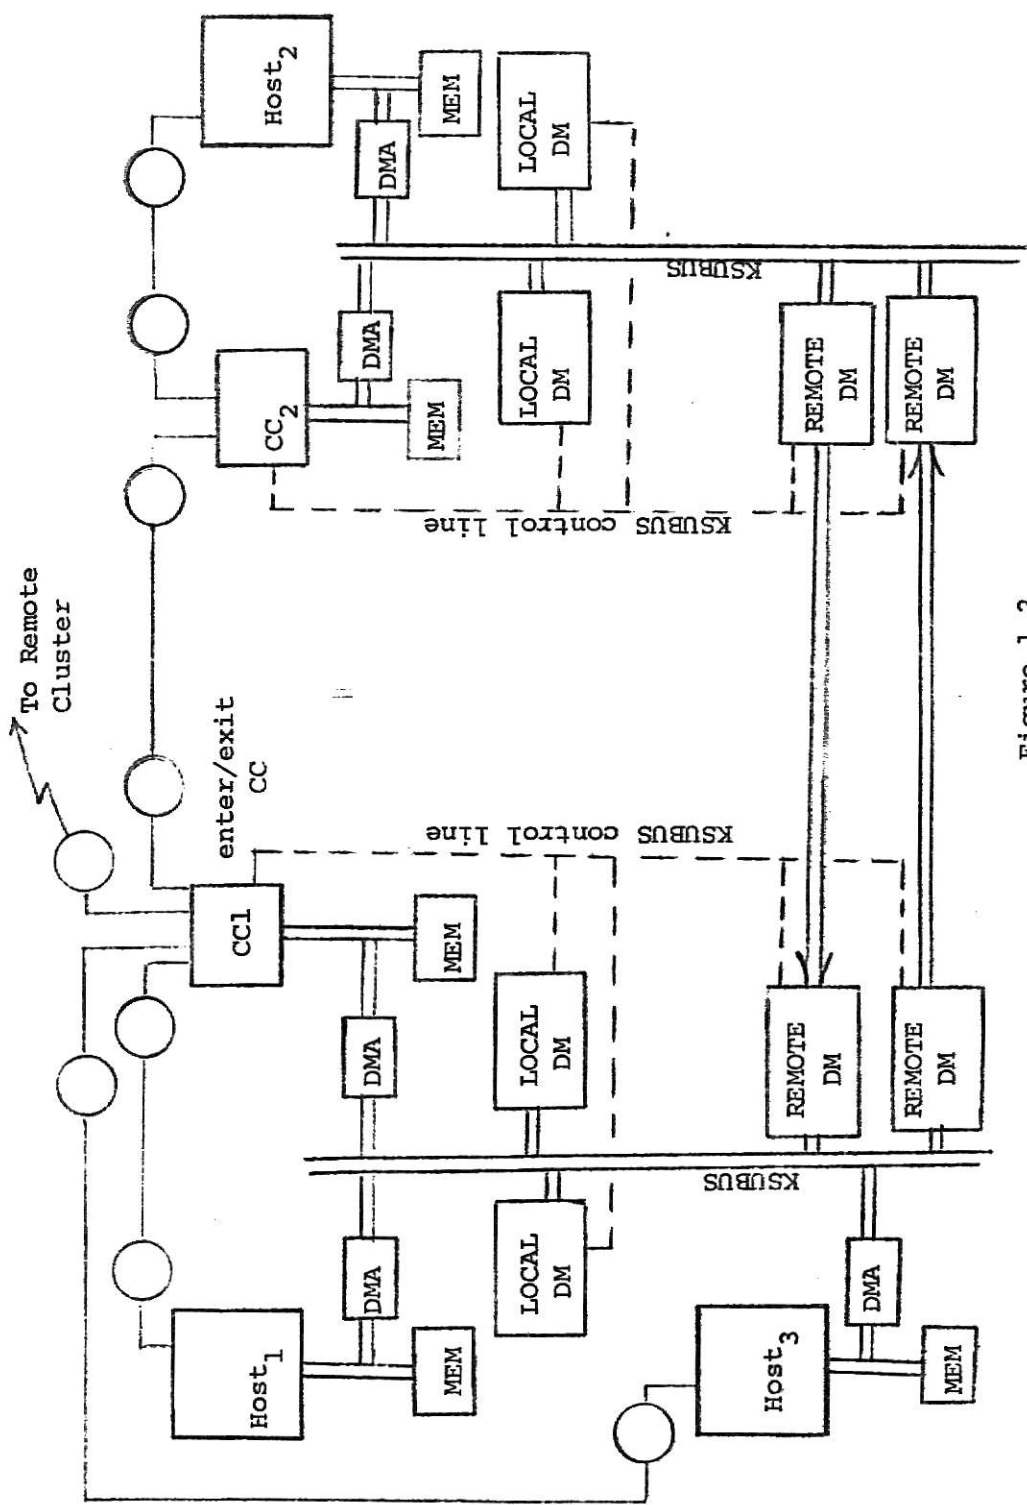 To Remote
Cluster
Host1
CC1
enter/exit
CC
CC2
Host2
DMA
DMA
DMA
DMA
MEM
MEM
MEM
MEM
KSUBUS control line
KSUBUS control line
LOCAL
DM
LOCAL
DM
LOCAL
DM
LOCAL
DM
KSUBUS
KSUBUS
Host3
DMA
MEM
REMOTE
DM
REMOTE
DM
REMOTE
DM
REMOTE
DM
Figure 1.2